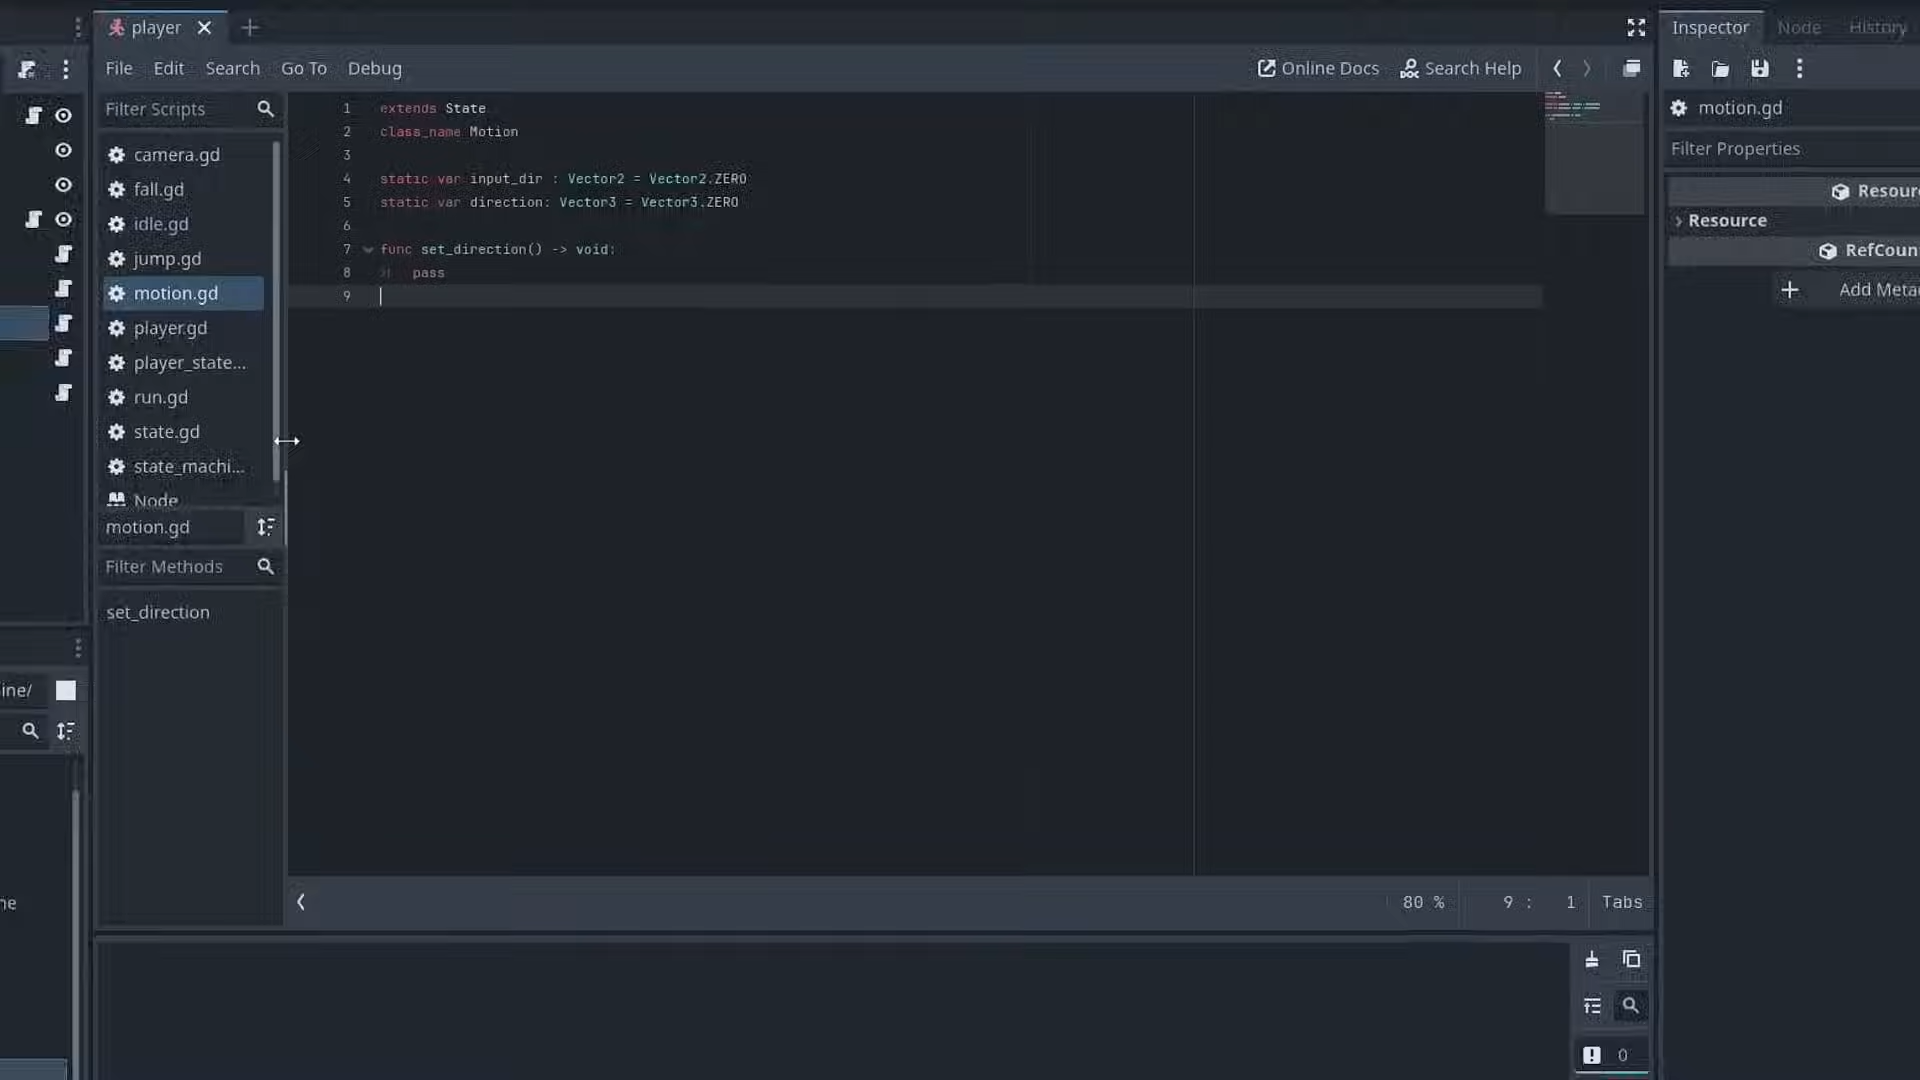 player
Inspector
Node
History
File
Edit
Search
Go To
Debug
Online Docs
Search Help
Filter Scripts
camera.gd
fall.gd
idle.gd
jump.gd
motion.gd
player.gd
player_state...
run.gd
state.gd
state_machi...
Node
motion.gd
Filter Methods
set_direction
1 extends State
2 class_name Motion
3
4 static var input_dir : Vector2 = Vector2.ZERO
5 static var direction: Vector3 = Vector3.ZERO
6
7 func set_direction() -> void:
8 pass
9
80 %
9 : 1
Tabs
0
motion.gd
Filter Properties
Resour
Resource
RefCoun
Add Meta
ine/
ne